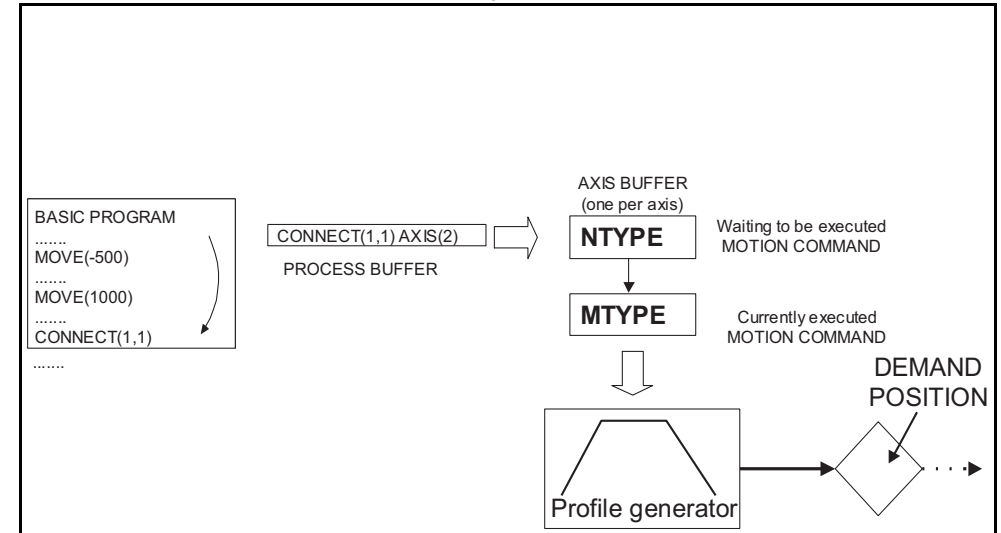 BASIC PROGRAM
.......
MOVE(-500)
.......
MOVE(1000)
.......
CONNECT(1,1)
.......
CONNECT(1,1) AXIS(2)
PROCESS BUFFER
AXIS BUFFER
(one per axis)
NTYPE
Waiting to be executed
MOTION COMMAND
MTYPE
Currently executed
MOTION COMMAND
Profile generator
DEMAND
POSITION